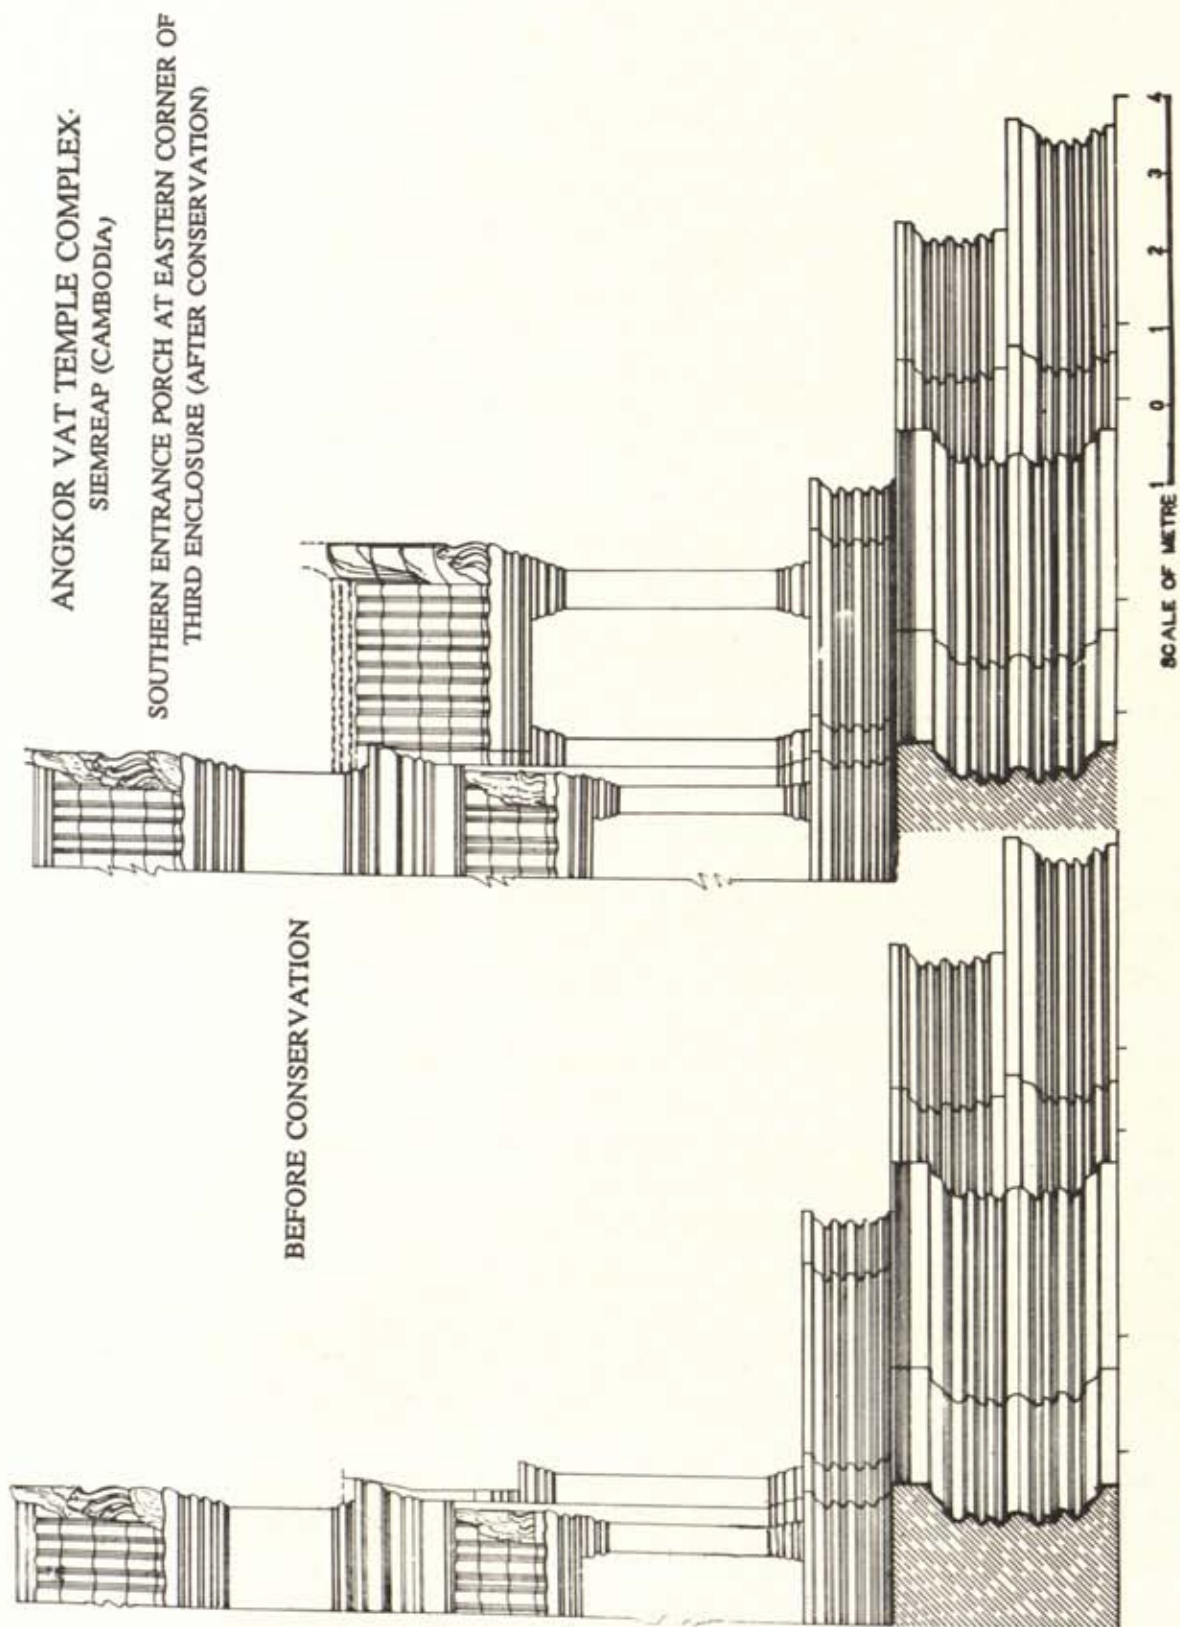 ANGKOR VAT TEMPLE COMPLEX.
SIEMREAP (CAMBODIA)
SOUTHERN ENTRANCE PORCH AT EASTERN CORNER OF
THIRD ENCLOSURE (AFTER CONSERVATION)
BEFORE CONSERVATION
1 0 1 2 3 4
SCALE OF METRE